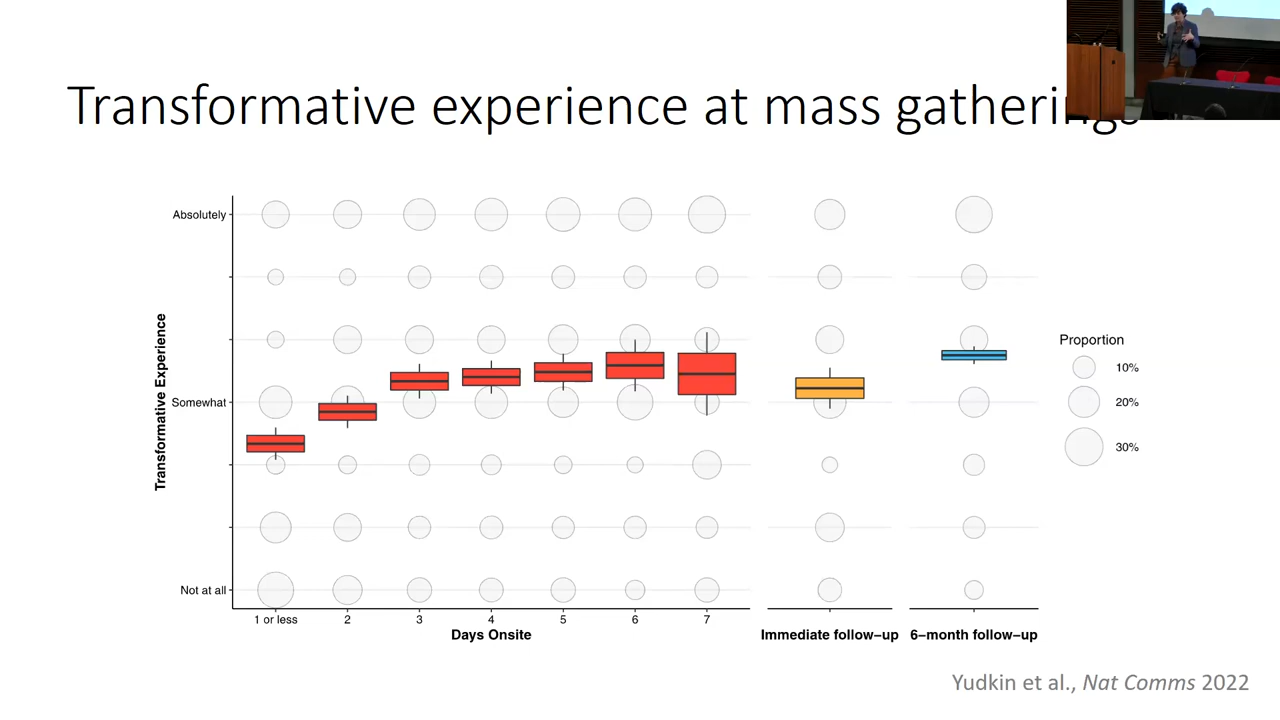 Transformative experience at mass gatherings
Absolutely
Somewhat
Not at all
Transformative Experience
1 or less
2
3
4
5
6
7
Days Onsite
Immediate follow–up
6–month follow–up
Proportion
10%
20%
30%
Yudkin et al., Nat Comms 2022